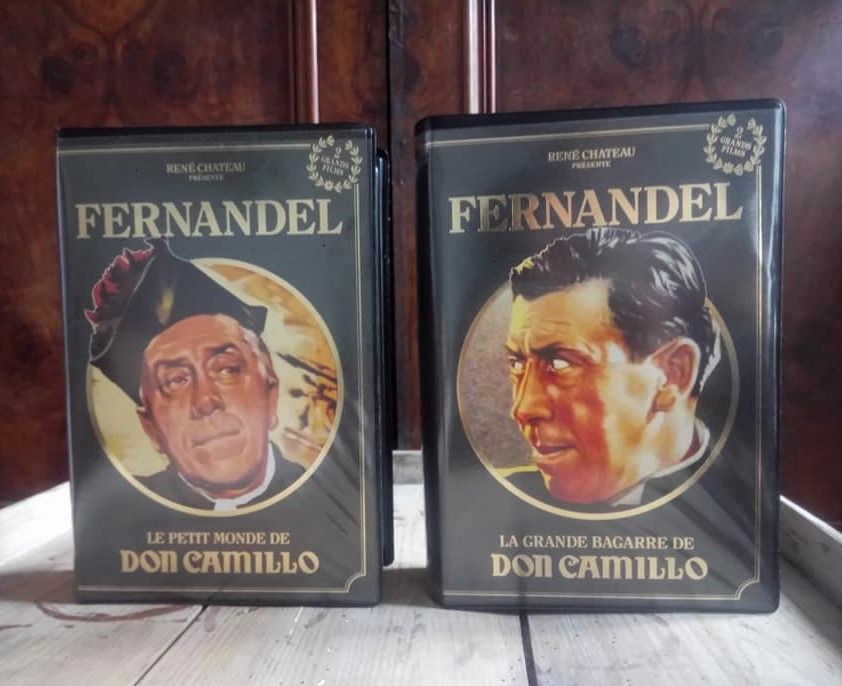 2
GRANDS
FILMS
RENÉ CHATEAU
PRÉSENTE
FERNANDEL
LE PETIT MONDE DE
DON CAMILLO
2
GRANDS
FILMS
RENÉ CHATEAU
PRÉSENTE
FERNANDEL
LA GRANDE BAGARRE DE
DON CAMILLO